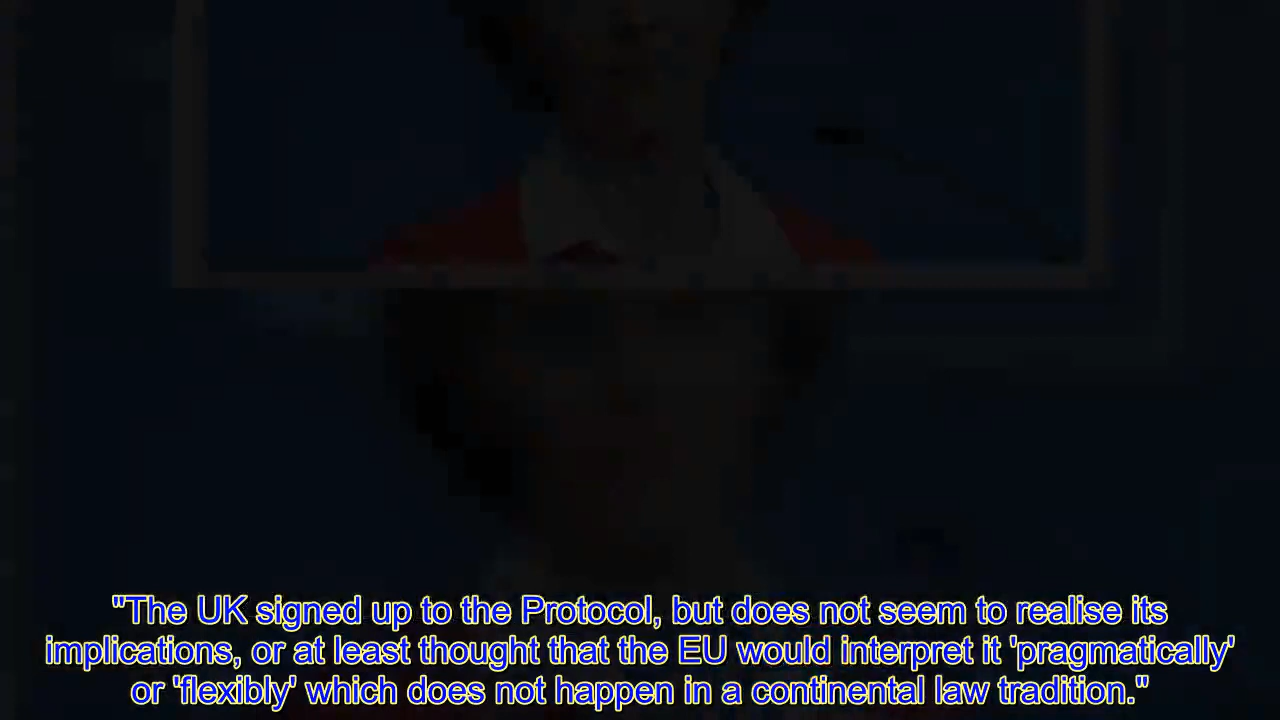 "The UK signed up to the Protocol, but does not seem to realise its
implications, or at least thought that the EU would interpret it 'pragmatically'
or 'flexibly' which does not happen in a continental law tradition."